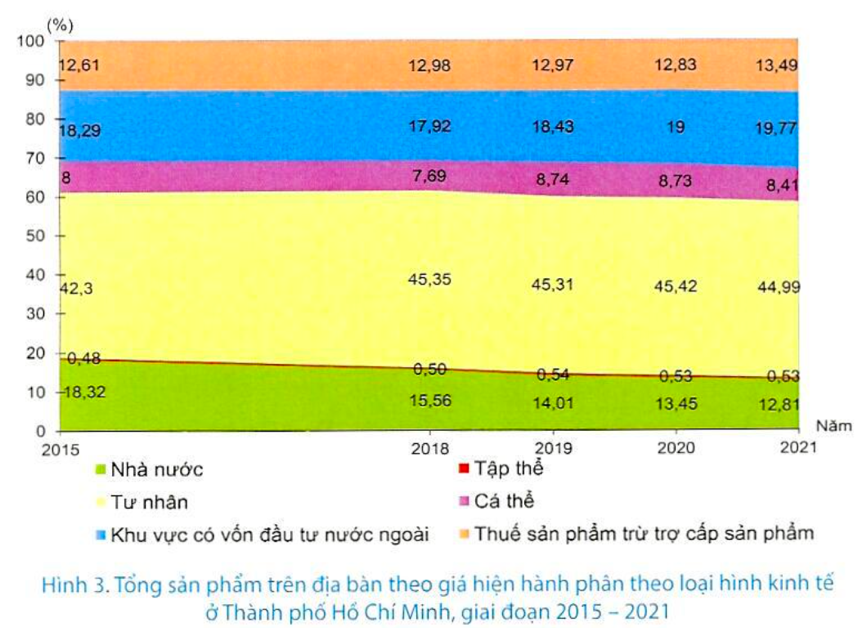 (%)
100
12,61 12,98 12,97 12,83 13,49
90
80
18,29 17,92 18,43 19 19,77
70
8 7,69 8,74 8,73 8,41
60
50
45,35 45,31 45,42 44,99
40
42,3
30
20
0,48 0,50 0,54 0,53 0,53
10
18,32 15,56 14,01 13,45 12,81
0
Năm
2015 2018 2019 2020 2021
Nhà nước Tập thể
Tư nhân Cá thể
Khu vực có vốn đầu tư nước ngoài Thuế sản phẩm trừ trợ cấp sản phẩm
Hình 3. Tổng sản phẩm trên địa bàn theo giá hiện hành phân theo loại hình kinh tế
ở Thành phố Hồ Chí Minh, giai đoạn 2015 – 2021